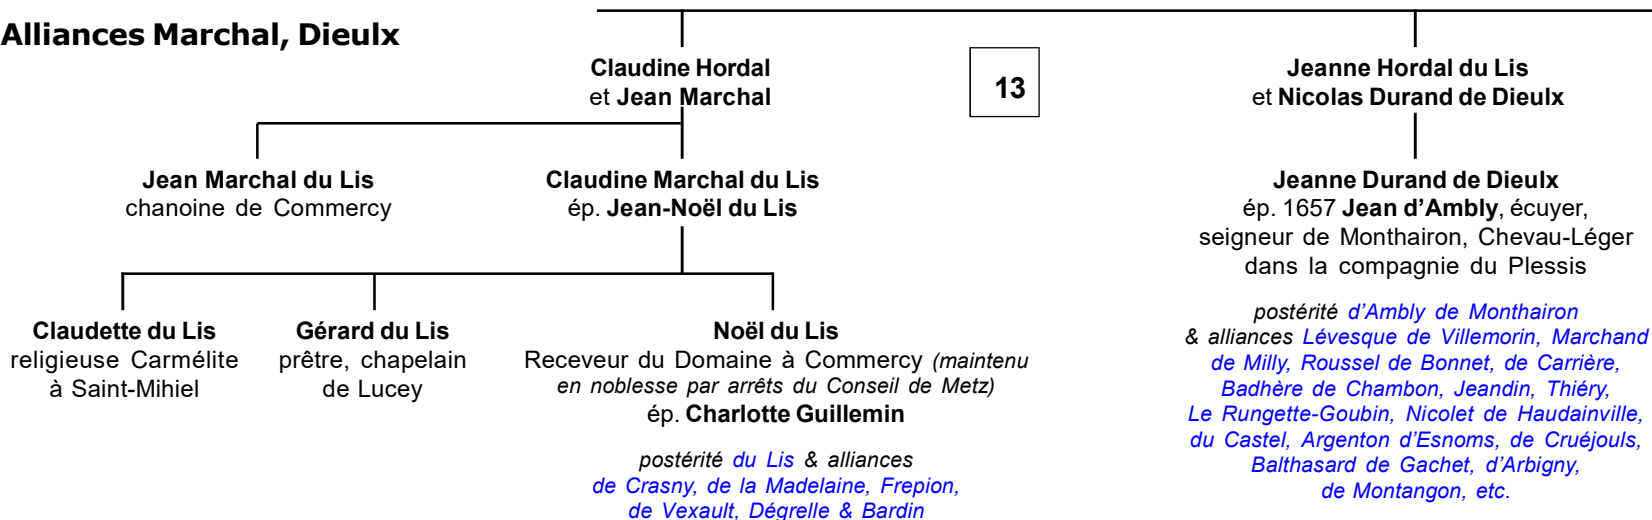 Alliances Marchal, Dieulx
Claudine Hordal
et Jean Marchal
13
Jeanne Hordal du Lis
et Nicolas Durand de Dieulx
Jean Marchal du Lis
chanoine de Commercy
Claudine Marchal du Lis
ép. Jean-Noël du Lis
Jeanne Durand de Dieulx
ép. 1657 Jean d'Ambly, écuyer,
seigneur de Monthairon, Chevau-Léger
dans la compagnie du Plessis
Claudette du Lis
religieuse Carmélite
à Saint-Mihiel
Gérard du Lis
prêtre, chapelain
de Lucey
Noël du Lis
Receveur du Domaine à Commercy (maintenu
en noblesse par arrêts du Conseil de Metz)
ép. Charlotte Guillemin
postérité du Lis & alliances
de Crasny, de la Madelaine, Frepion,
de Vexault, Dégrelle & Bardin
postérité d'Ambly de Monthairon
& alliances Lévesque de Villemorin, Marchand
de Milly, Roussel de Bonnet, de Carrière,
Badhère de Chambon, Jeandin, Thiéry,
Le Rungette-Goubin, Nicolet de Haudainville,
du Castel, Argenton d'Esnoms, de Cruéjouls,
Balthasard de Gachet, d'Arbigny,
de Montangon, etc.